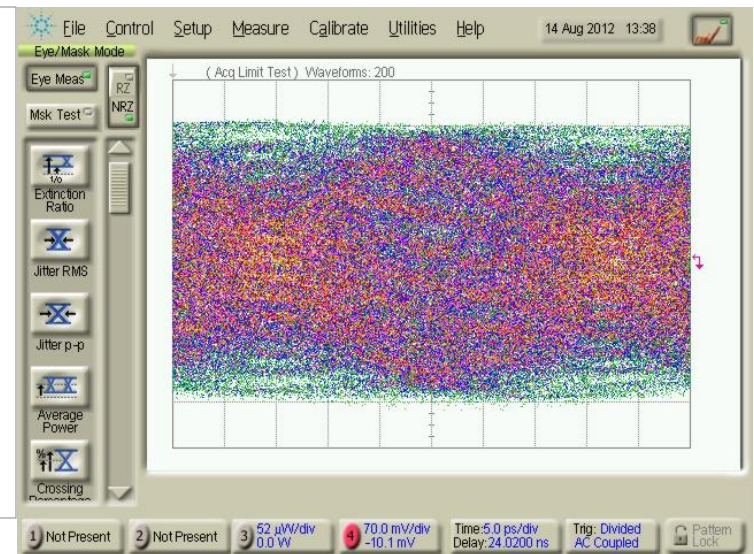 File Control Setup Measure Calibrate Utilities Help 14 Aug 2012 13:38
Eye/Mask Mode
Eye Meas
RZ
NRZ
Msk Test
( Acq Limit Test ) Waveforms: 200
1/0
Extinction
Ratio
Jitter RMS
Jitter p-p
Average
Power
%
Crossing
Percentage
1 Not Present
2 Not Present
3 52 µW/div
0.0 W
4 70.0 mV/div
-10.1 mV
Time:5.0 ps/div
Delay:24.0200 ns
Trig: Divided
AC Coupled
Pattern
Lock